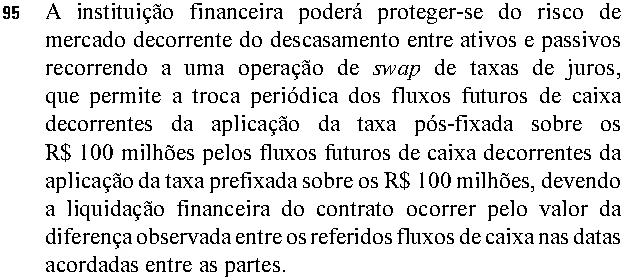 95 A instituição financeira poderá proteger-se do risco de
mercado decorrente do descasamento entre ativos e passivos
recorrendo a uma operação de swap de taxas de juros,
que permite a troca periódica dos fluxos futuros de caixa
decorrentes da aplicação da taxa pós-fixada sobre os
R$ 100 milhões pelos fluxos futuros de caixa decorrentes da
aplicação da taxa prefixada sobre os R$ 100 milhões, devendo
a liquidação financeira do contrato ocorrer pelo valor da
diferença observada entre os referidos fluxos de caixa nas datas
acordadas entre as partes.